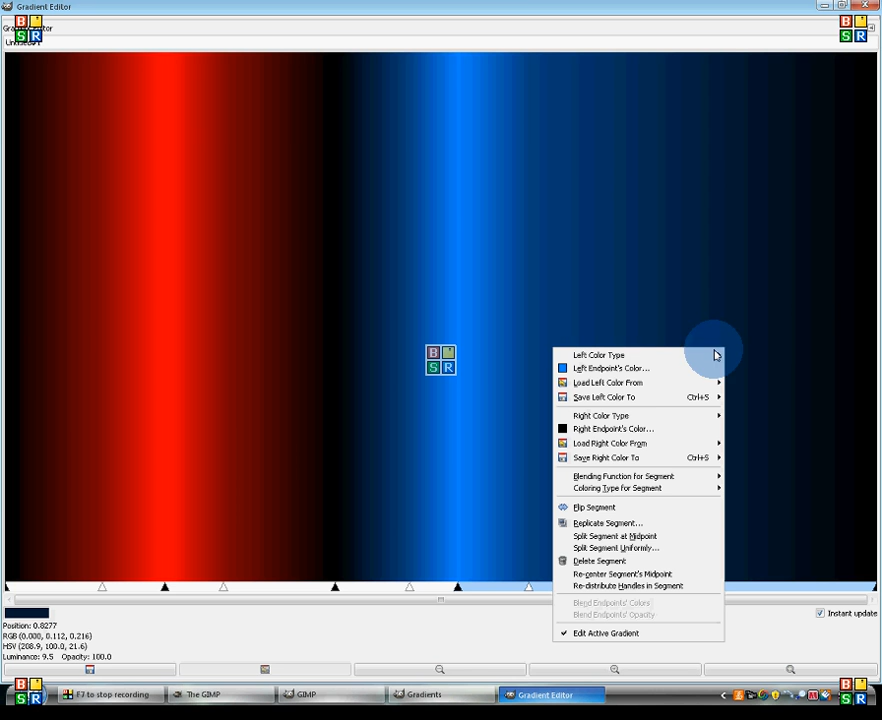 Gradient Editor
B
S R
B
S R
Left Color Type
Left Endpoint's Color...
Load Left Color From
Save Left Color To Ctrl+S
Right Color Type
Right Endpoint's Color...
Load Right Color From
Save Right Color To Ctrl+S
Blending Function for Segment
Coloring Type for Segment
Flip Segment
Replicate Segment...
Split Segment at Midpoint
Split Segment Uniformly...
Delete Segment
Re-center Segment's Midpoint
Re-distribute Handles in Segment
Blend Endpoints' Colors
Blend Endpoints' Opacity
Edit Active Gradient
B
S R
Instant update
Position: 0.8277
RGB (0.000, 0.112, 0.216)
HSV (208.9, 100.0, 21.6)
Luminance: 9.5 Opacity: 100.0
B
S R
F7 to stop recording
The GIMP
GIMP
Gradients
Gradient Editor
B
S R